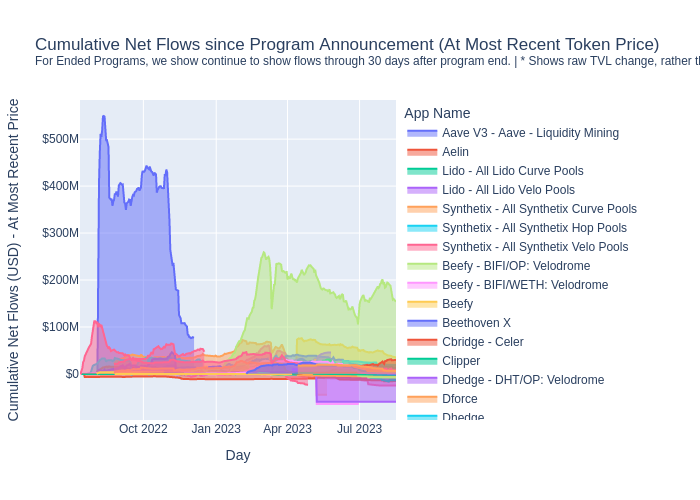 Cumulative Net Flows since Program Announcement (At Most Recent Token Price)
For Ended Programs, we show continue to show flows through 30 days after program end. | * Shows raw TVL change, rather t
Cumulative Net Flows (USD) - At Most Recent Price
$500M
$400M
$300M
$200M
$100M
$0
Oct 2022
Jan 2023
Apr 2023
Jul 2023
Day
App Name
Aave V3 - Aave - Liquidity Mining
Aelin
Lido - All Lido Curve Pools
Lido - All Lido Velo Pools
Synthetix - All Synthetix Curve Pools
Synthetix - All Synthetix Hop Pools
Synthetix - All Synthetix Velo Pools
Beefy - BIFI/OP: Velodrome
Beefy - BIFI/WETH: Velodrome
Beefy
Beethoven X
Cbridge - Celer
Clipper
Dhedge - DHT/OP: Velodrome
Dforce
Dhedge